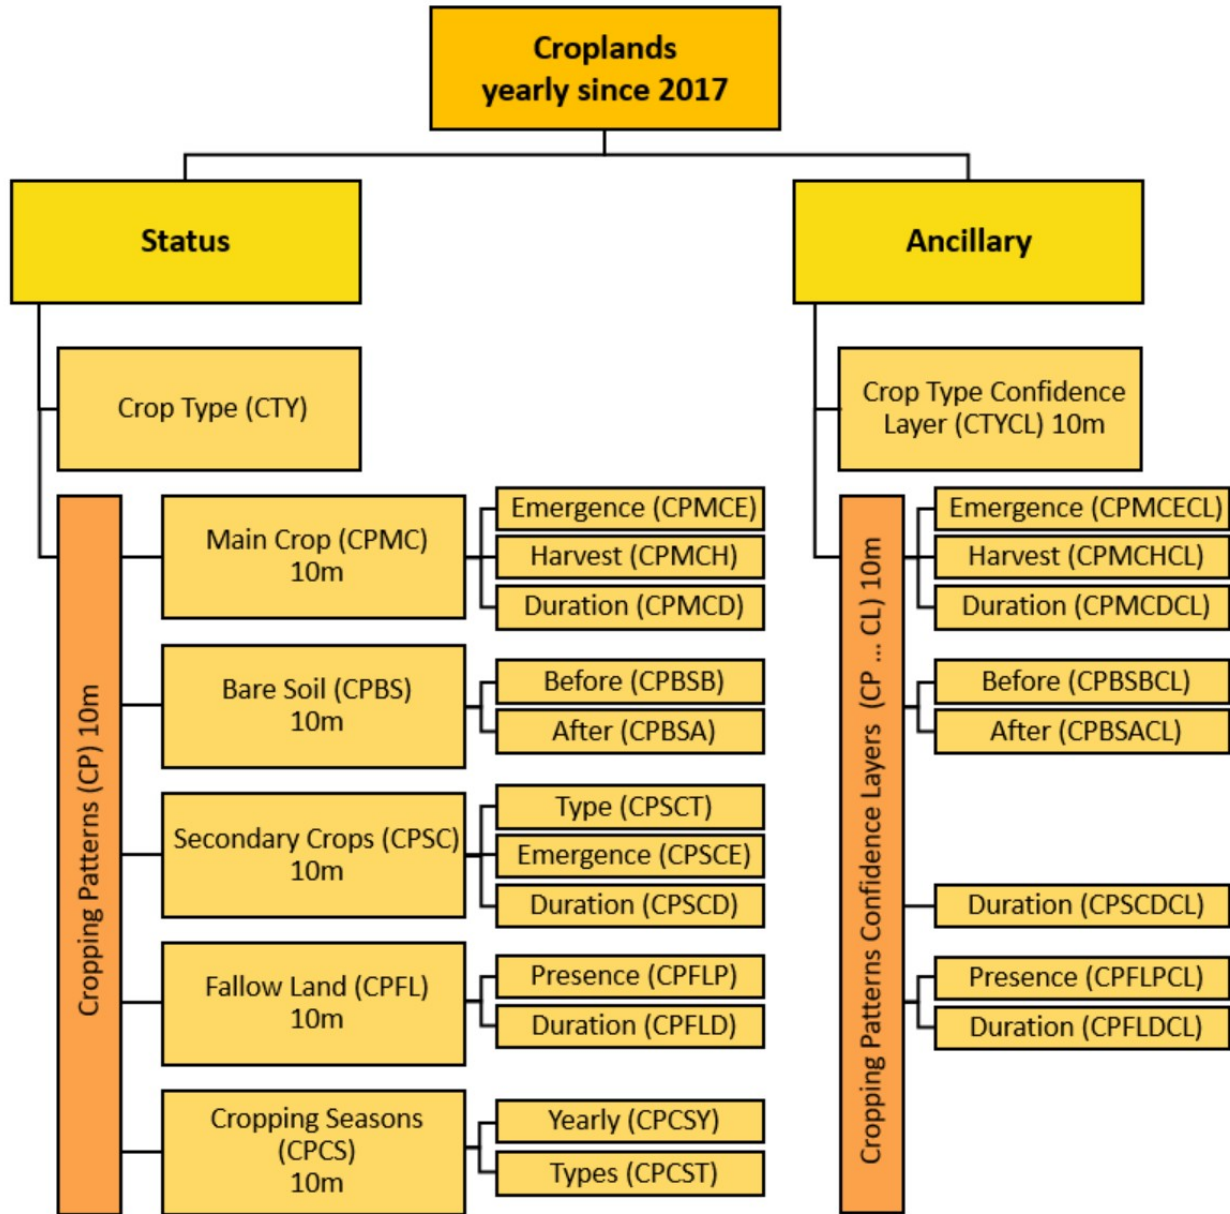 Croplands
yearly since 2017
Status
Ancillary
Crop Type (CTY)
Crop Type Confidence
Layer (CTYCL) 10m
Cropping Patterns (CP) 10m
Main Crop (CPMC)
10m
Emergence (CPMCE)
Harvest (CPMCH)
Duration (CPMCD)
Bare Soil (CPBS)
10m
Before (CPBSB)
After (CPBSA)
Secondary Crops (CPSC)
10m
Type (CPSCT)
Emergence (CPSCE)
Duration (CPSCD)
Fallow Land (CPFL)
10m
Presence (CPFLP)
Duration (CPFLD)
Cropping Seasons
(CPCS)
10m
Yearly (CPCSY)
Types (CPCST)
Cropping Patterns Confidence Layers (CP ... CL) 10m
Emergence (CPMCECL)
Harvest (CPMCHCL)
Duration (CPMCDCL)
Before (CPBSBCL)
After (CPBSACL)
Duration (CPSCDCL)
Presence (CPFLPCL)
Duration (CPFLDCL)